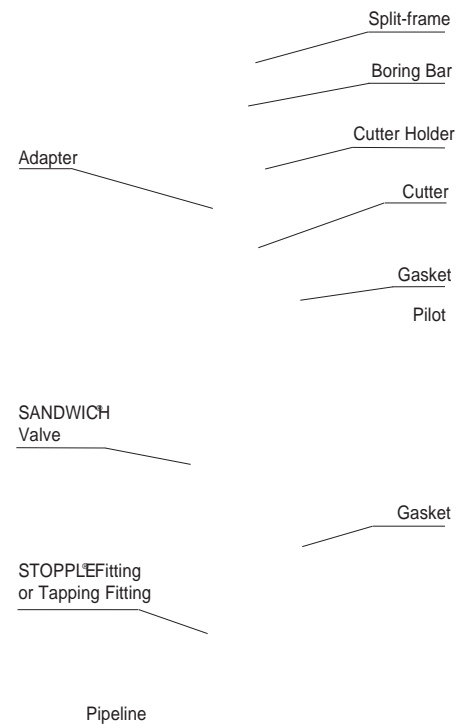 Split-frame
Boring Bar
Cutter Holder
Adapter
Cutter
Gasket
Pilot
SANDWICH®
Valve
Gasket
STOPPLE® Fitting
or Tapping Fitting
Pipeline